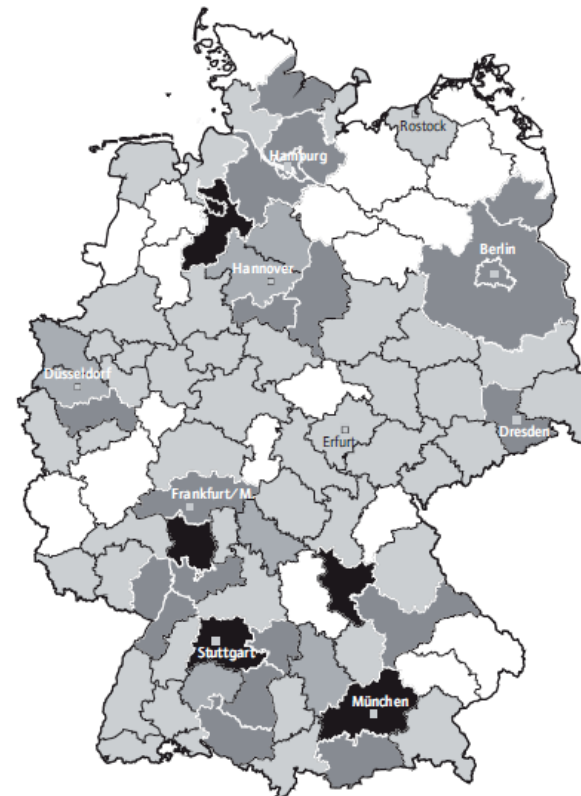 Rostock
Hamburg
Berlin
Hannover
Düsseldorf
Erfurt
Dresden
Frankfurt/M.
Stuttgart
München